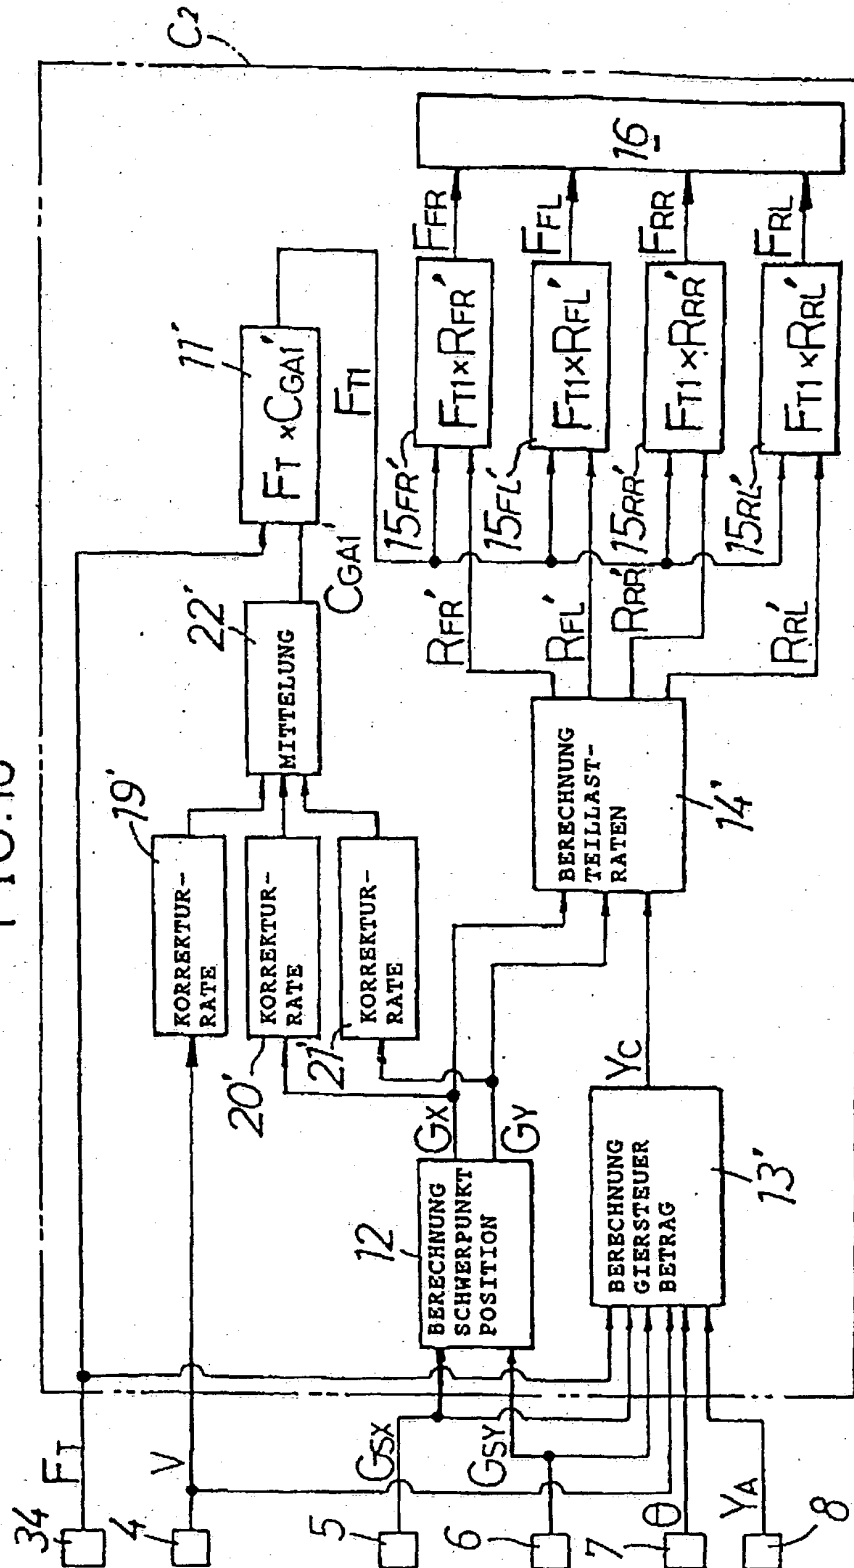 C2
34
FT
4
V
5
GSX
6
GSY
7
θ
8
YA
19'
KORREKTUR-
RATE
20'
KORREKTUR-
RATE
21'
KORREKTUR-
RATE
22'
MITTELUNG
CGA1'
11'
FT × CGA1'
FT1
12
BERECHNUNG
SCHWERPUNKT
POSITION
GX
GY
13'
BERECHNUNG
GIERSTEUER
BETRAG
YC
14'
BERECHNUNG
TEILLAST-
RATEN
RFR'
RFL'
RRR'
RRL'
15FR'
FT1 × RFR'
FFR
15FL'
FT1 × RFL'
FFL
15RR'
FT1 × RRR'
FRR
15RL'
FT1 × RRL'
FRL
16